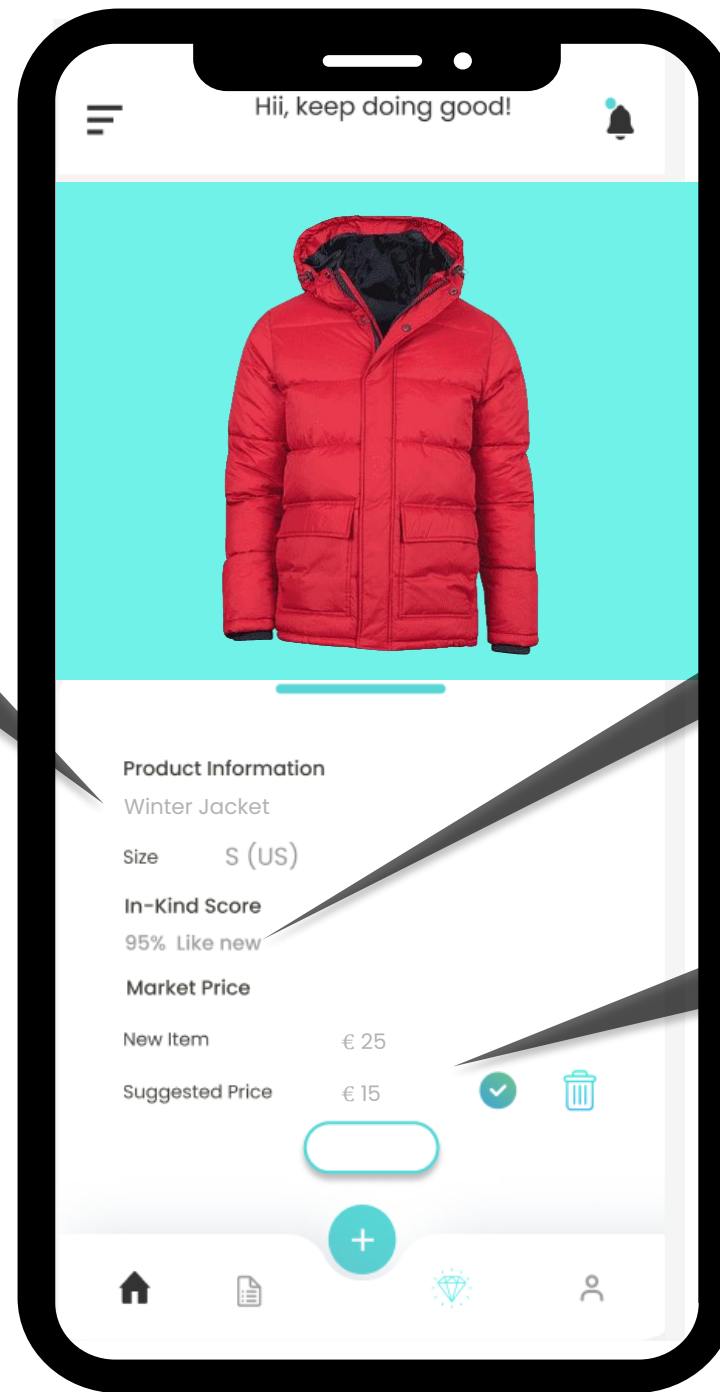 Hii, keep doing good!
Product Information
Winter Jacket
Size S (US)
In-Kind Score
95% Like new
Market Price
New Item € 25
Suggested Price € 15